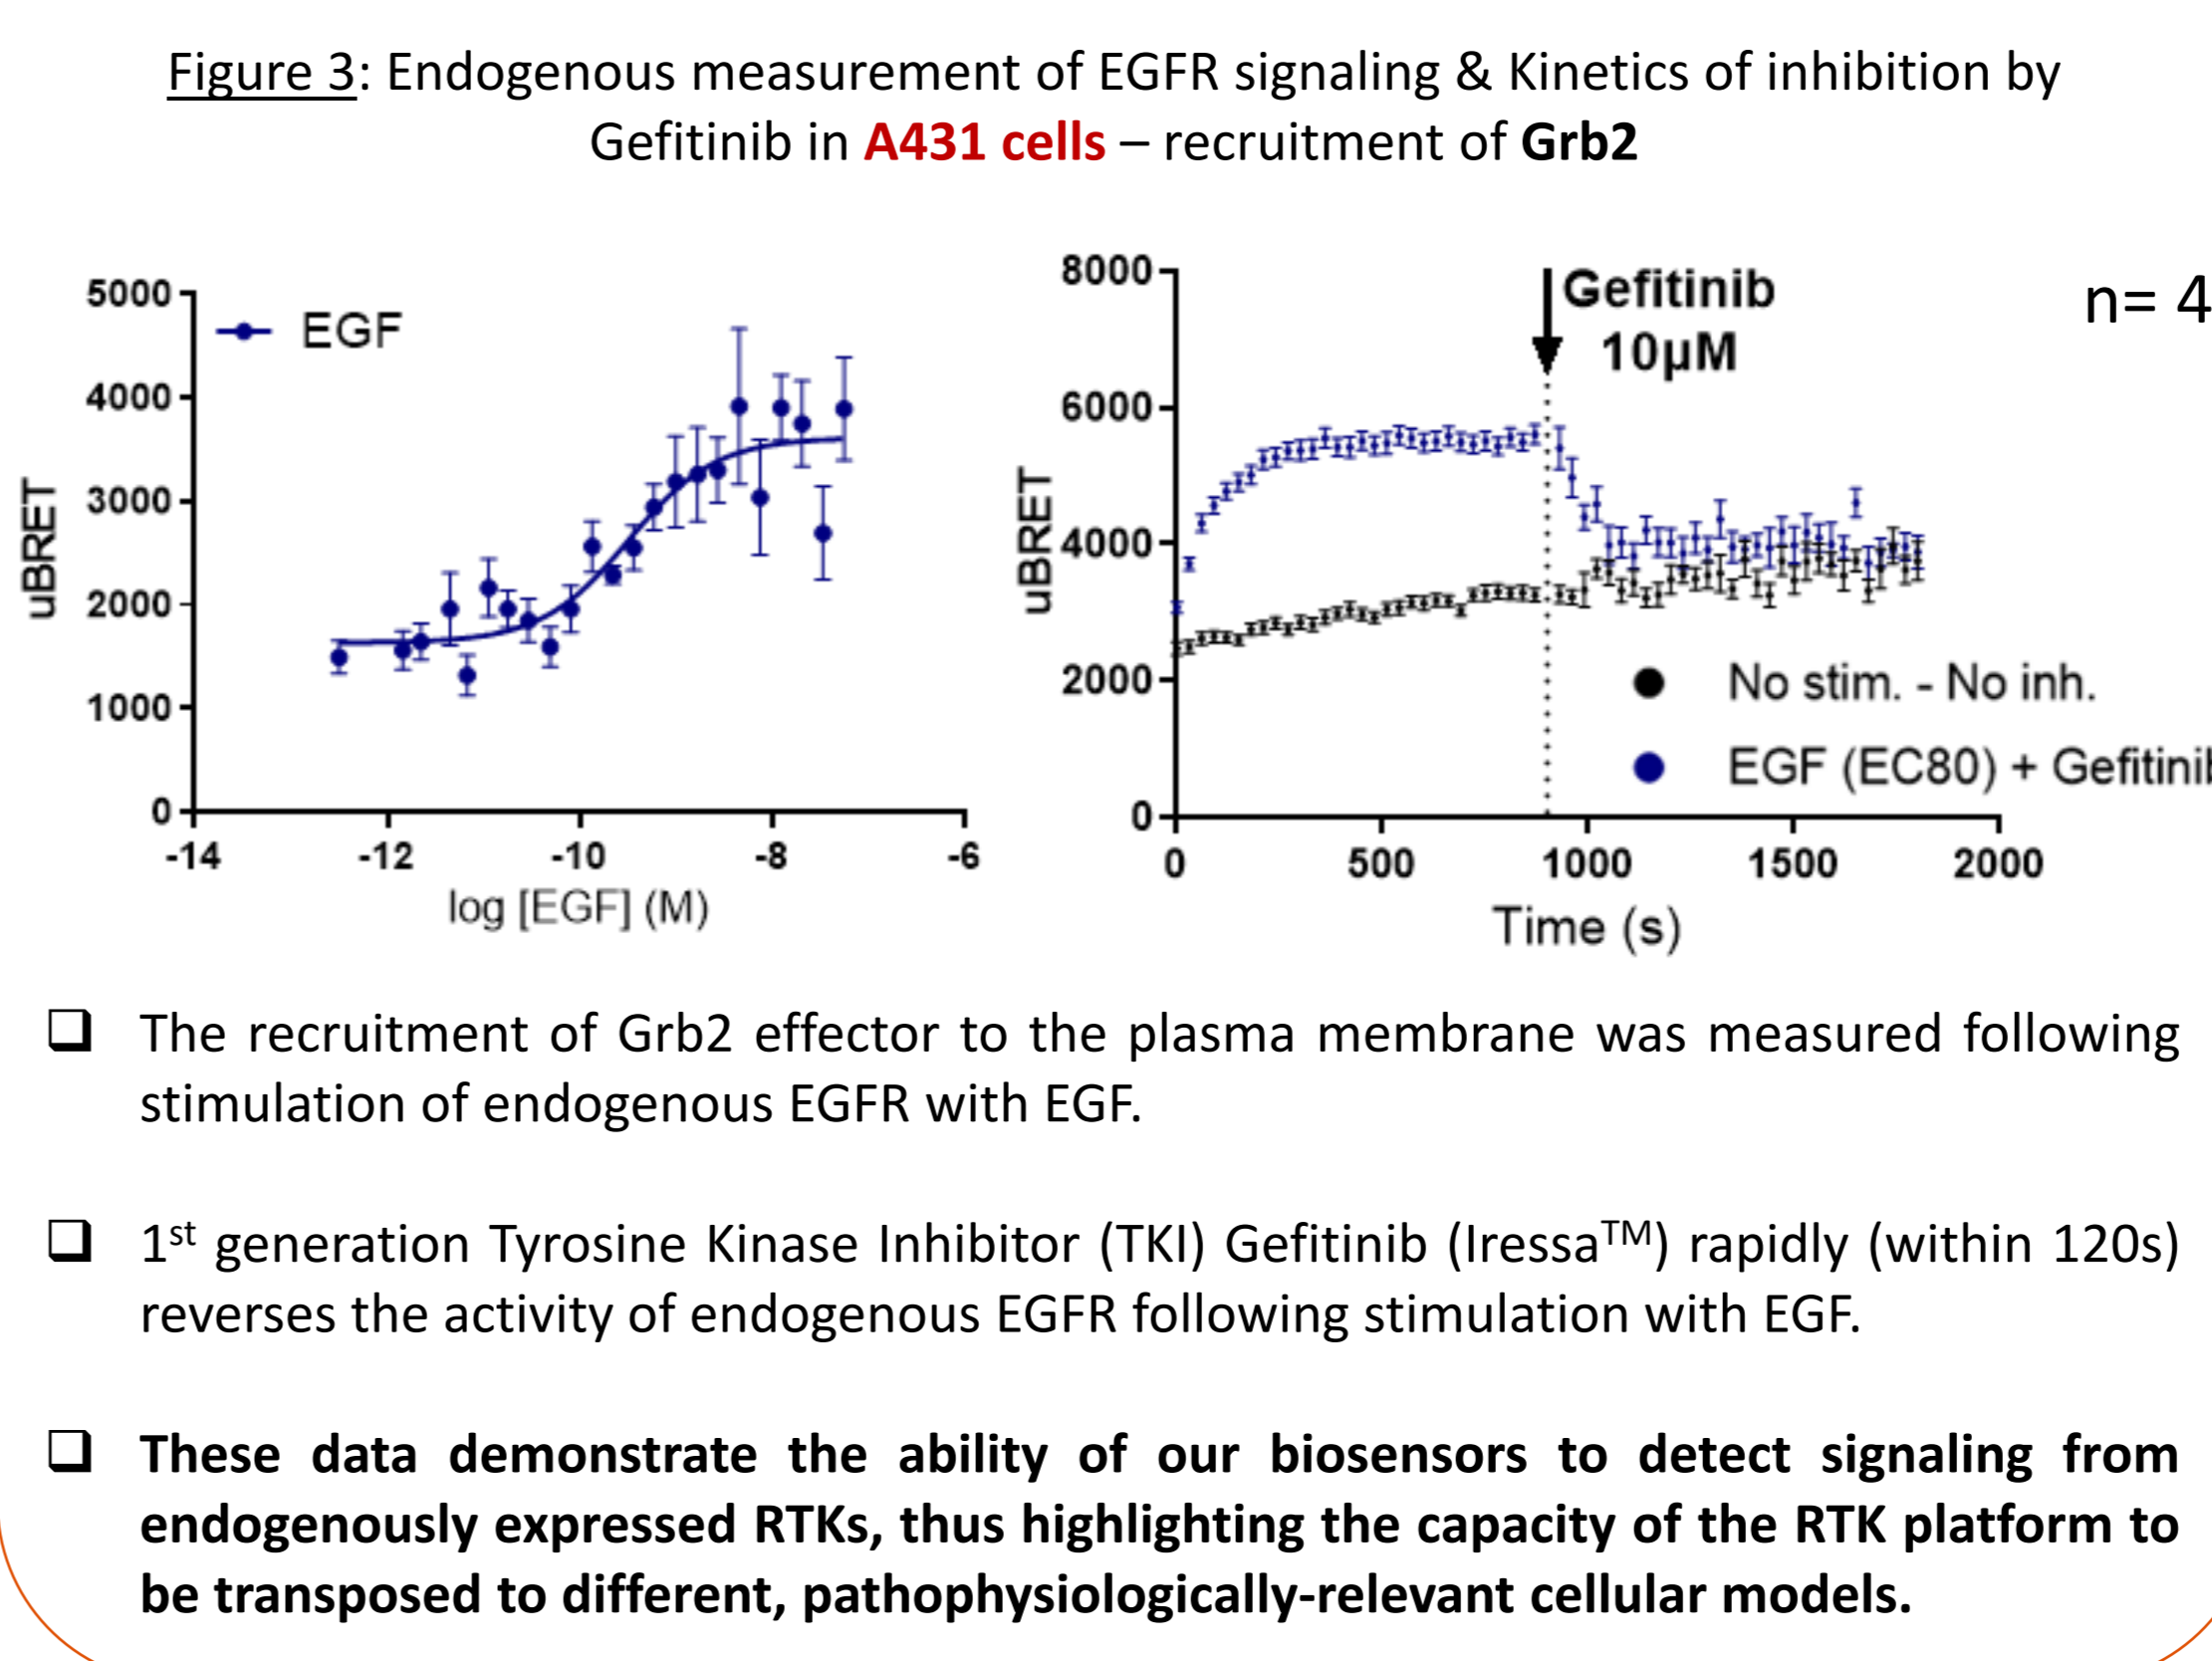 Figure 3: Endogenous measurement of EGFR signaling & Kinetics of inhibition by
Gefitinib in A431 cells – recruitment of Grb2
5000
4000
3000
2000
1000
0
uBRET
EGF
-14 -12 -10 -8 -6
log [EGF] (M)
8000
6000
4000
2000
0
uBRET
Gefitinib
10µM
n= 4
No stim. - No inh.
EGF (EC80) + Gefitinib
0 500 1000 1500 2000
Time (s)
❑ The recruitment of Grb2 effector to the plasma membrane was measured following
stimulation of endogenous EGFR with EGF.
❑ 1st generation Tyrosine Kinase Inhibitor (TKI) Gefitinib (Iressa™) rapidly (within 120s)
reverses the activity of endogenous EGFR following stimulation with EGF.
❑ These data demonstrate the ability of our biosensors to detect signaling from
endogenously expressed RTKs, thus highlighting the capacity of the RTK platform to
be transposed to different, pathophysiologically-relevant cellular models.